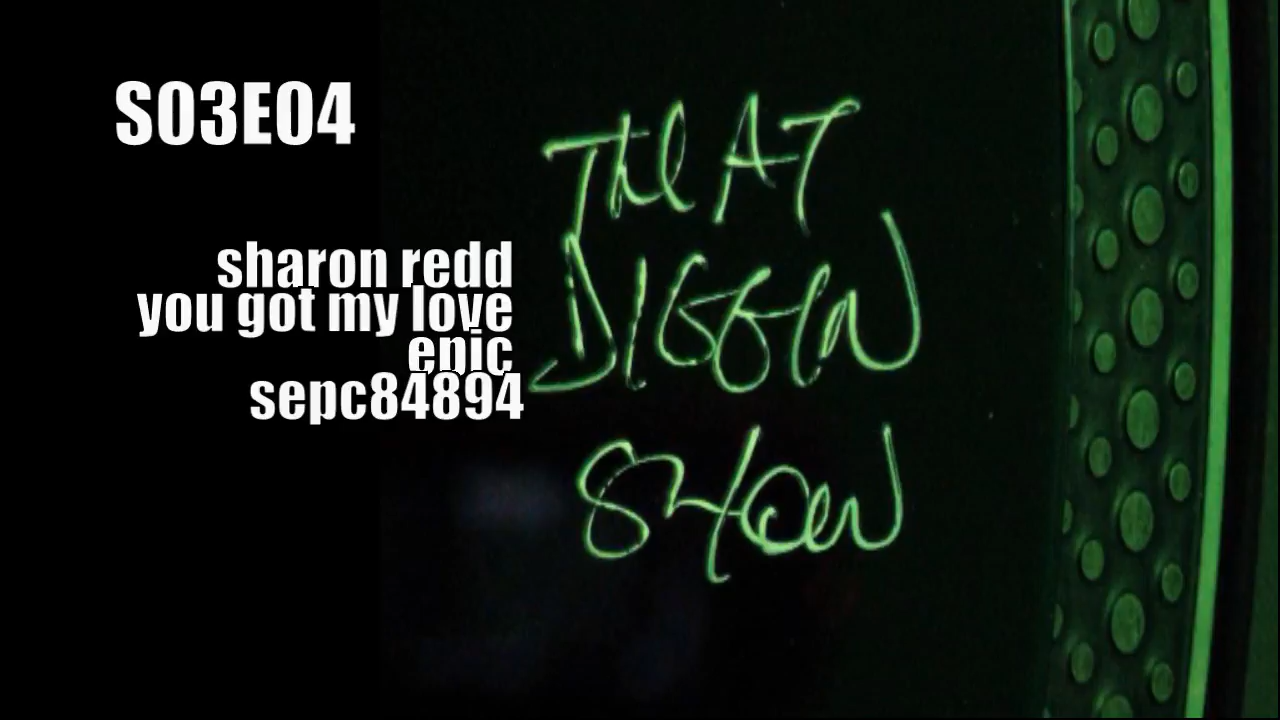 S03E04
sharon redd
you got my love
epic
sepc84894
The AT
DIGGIN
SHOW